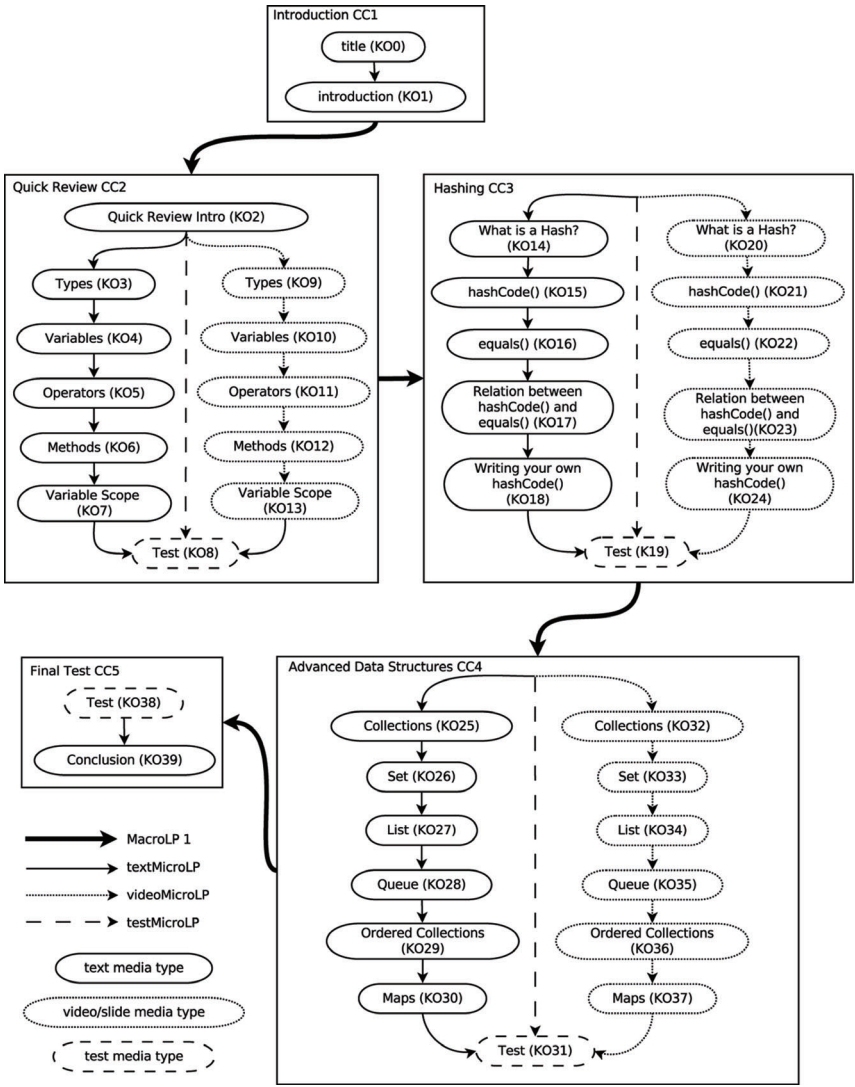 Introduction CC1
title (KO0)
introduction (KO1)
Quick Review CC2
Quick Review Intro (KO2)
Types (KO3)
Variables (KO4)
Operators (KO5)
Methods (KO6)
Variable Scope
(KO7)
Types (KO9)
Variables (KO10)
Operators (KO11)
Methods (KO12)
Variable Scope
(KO13)
Test (KO8)
Hashing CC3
What is a Hash?
(KO14)
hashCode() (KO15)
equals() (KO16)
Relation between
hashCode() and
equals() (KO17)
Writing your own
hashCode()
(KO18)
What is a Hash?
(KO20)
hashCode() (KO21)
equals() (KO22)
Relation between
hashCode() and
equals()(KO23)
Writing your own
hashCode()
(KO24)
Test (K19)
Final Test CC5
Test (KO38)
Conclusion (KO39)
Advanced Data Structures CC4
Collections (KO25)
Set (KO26)
List (KO27)
Queue (KO28)
Ordered Collections
(KO29)
Maps (KO30)
Collections (KO32)
Set (KO33)
List (KO34)
Queue (KO35)
Ordered Collections
(KO36)
Maps (KO37)
Test (KO31)
MacroLP 1
textMicroLP
videoMicroLP
testMicroLP
text media type
video/slide media type
test media type